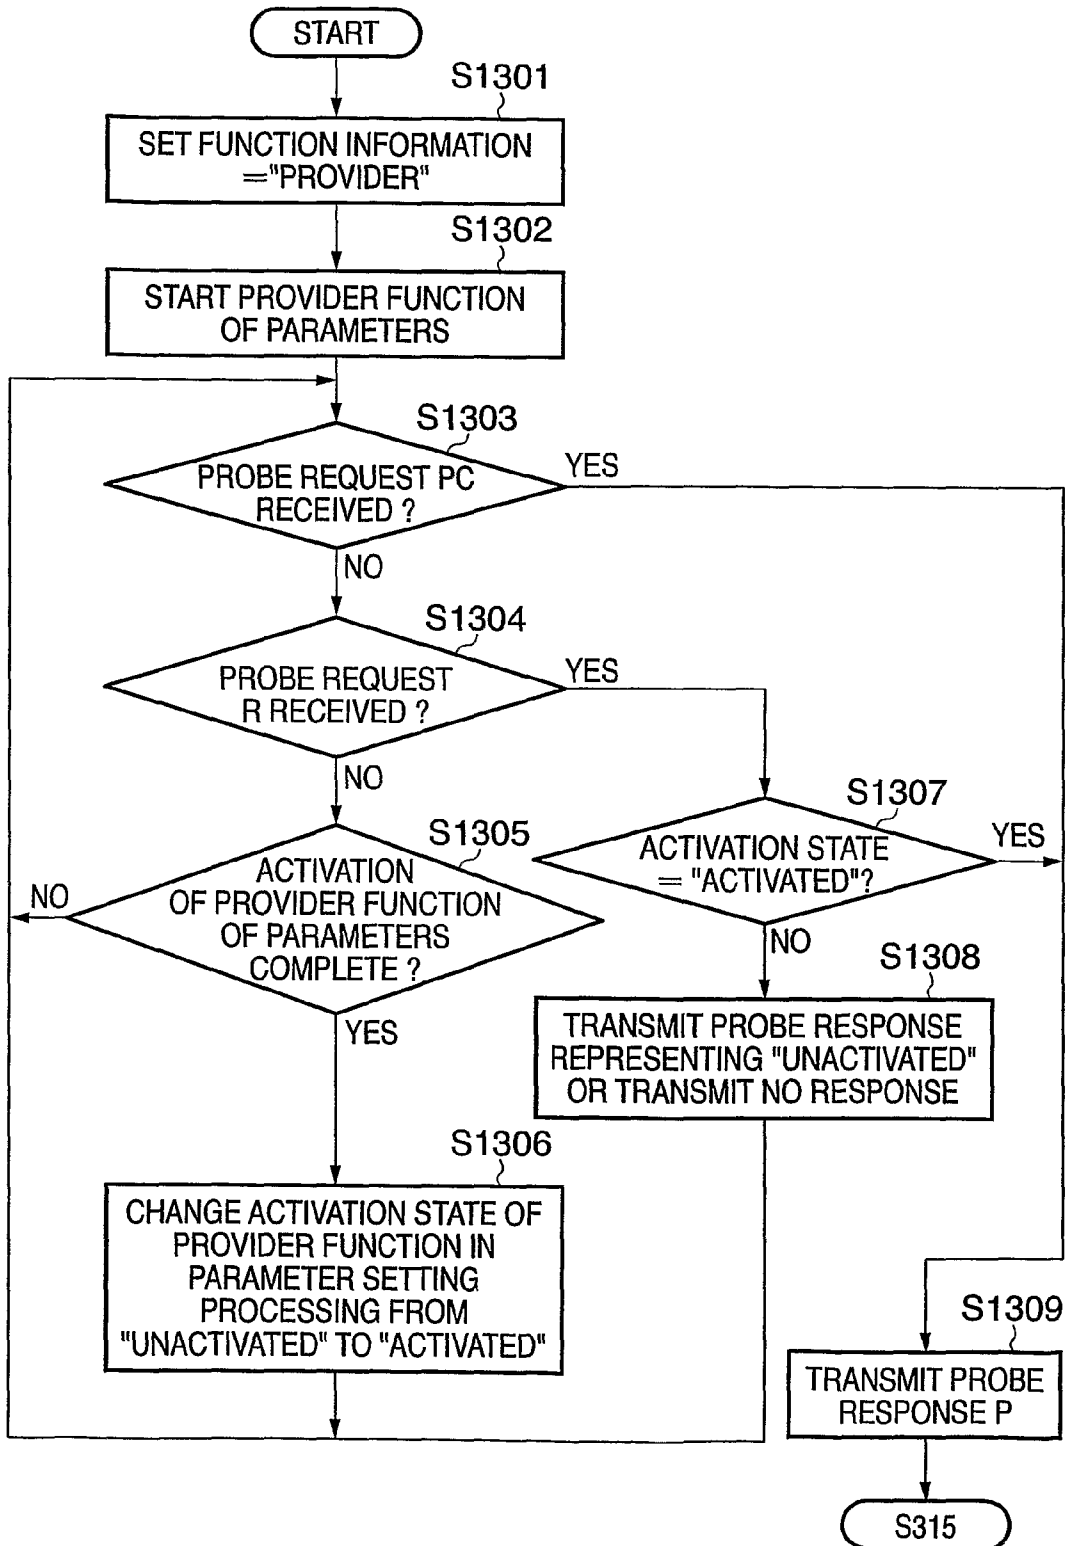 START
S1301
SET FUNCTION INFORMATION
="PROVIDER"
S1302
START PROVIDER FUNCTION
OF PARAMETERS
S1303
PROBE REQUEST PC
RECEIVED ?
YES
NO
S1304
PROBE REQUEST
R RECEIVED ?
YES
NO
S1305
ACTIVATION
OF PROVIDER FUNCTION
OF PARAMETERS
COMPLETE ?
NO
YES
S1307
ACTIVATION STATE
= "ACTIVATED"?
YES
NO
S1308
TRANSMIT PROBE RESPONSE
REPRESENTING "UNACTIVATED"
OR TRANSMIT NO RESPONSE
S1306
CHANGE ACTIVATION STATE OF
PROVIDER FUNCTION IN
PARAMETER SETTING
PROCESSING FROM
"UNACTIVATED" TO "ACTIVATED"
S1309
TRANSMIT PROBE
RESPONSE P
S315